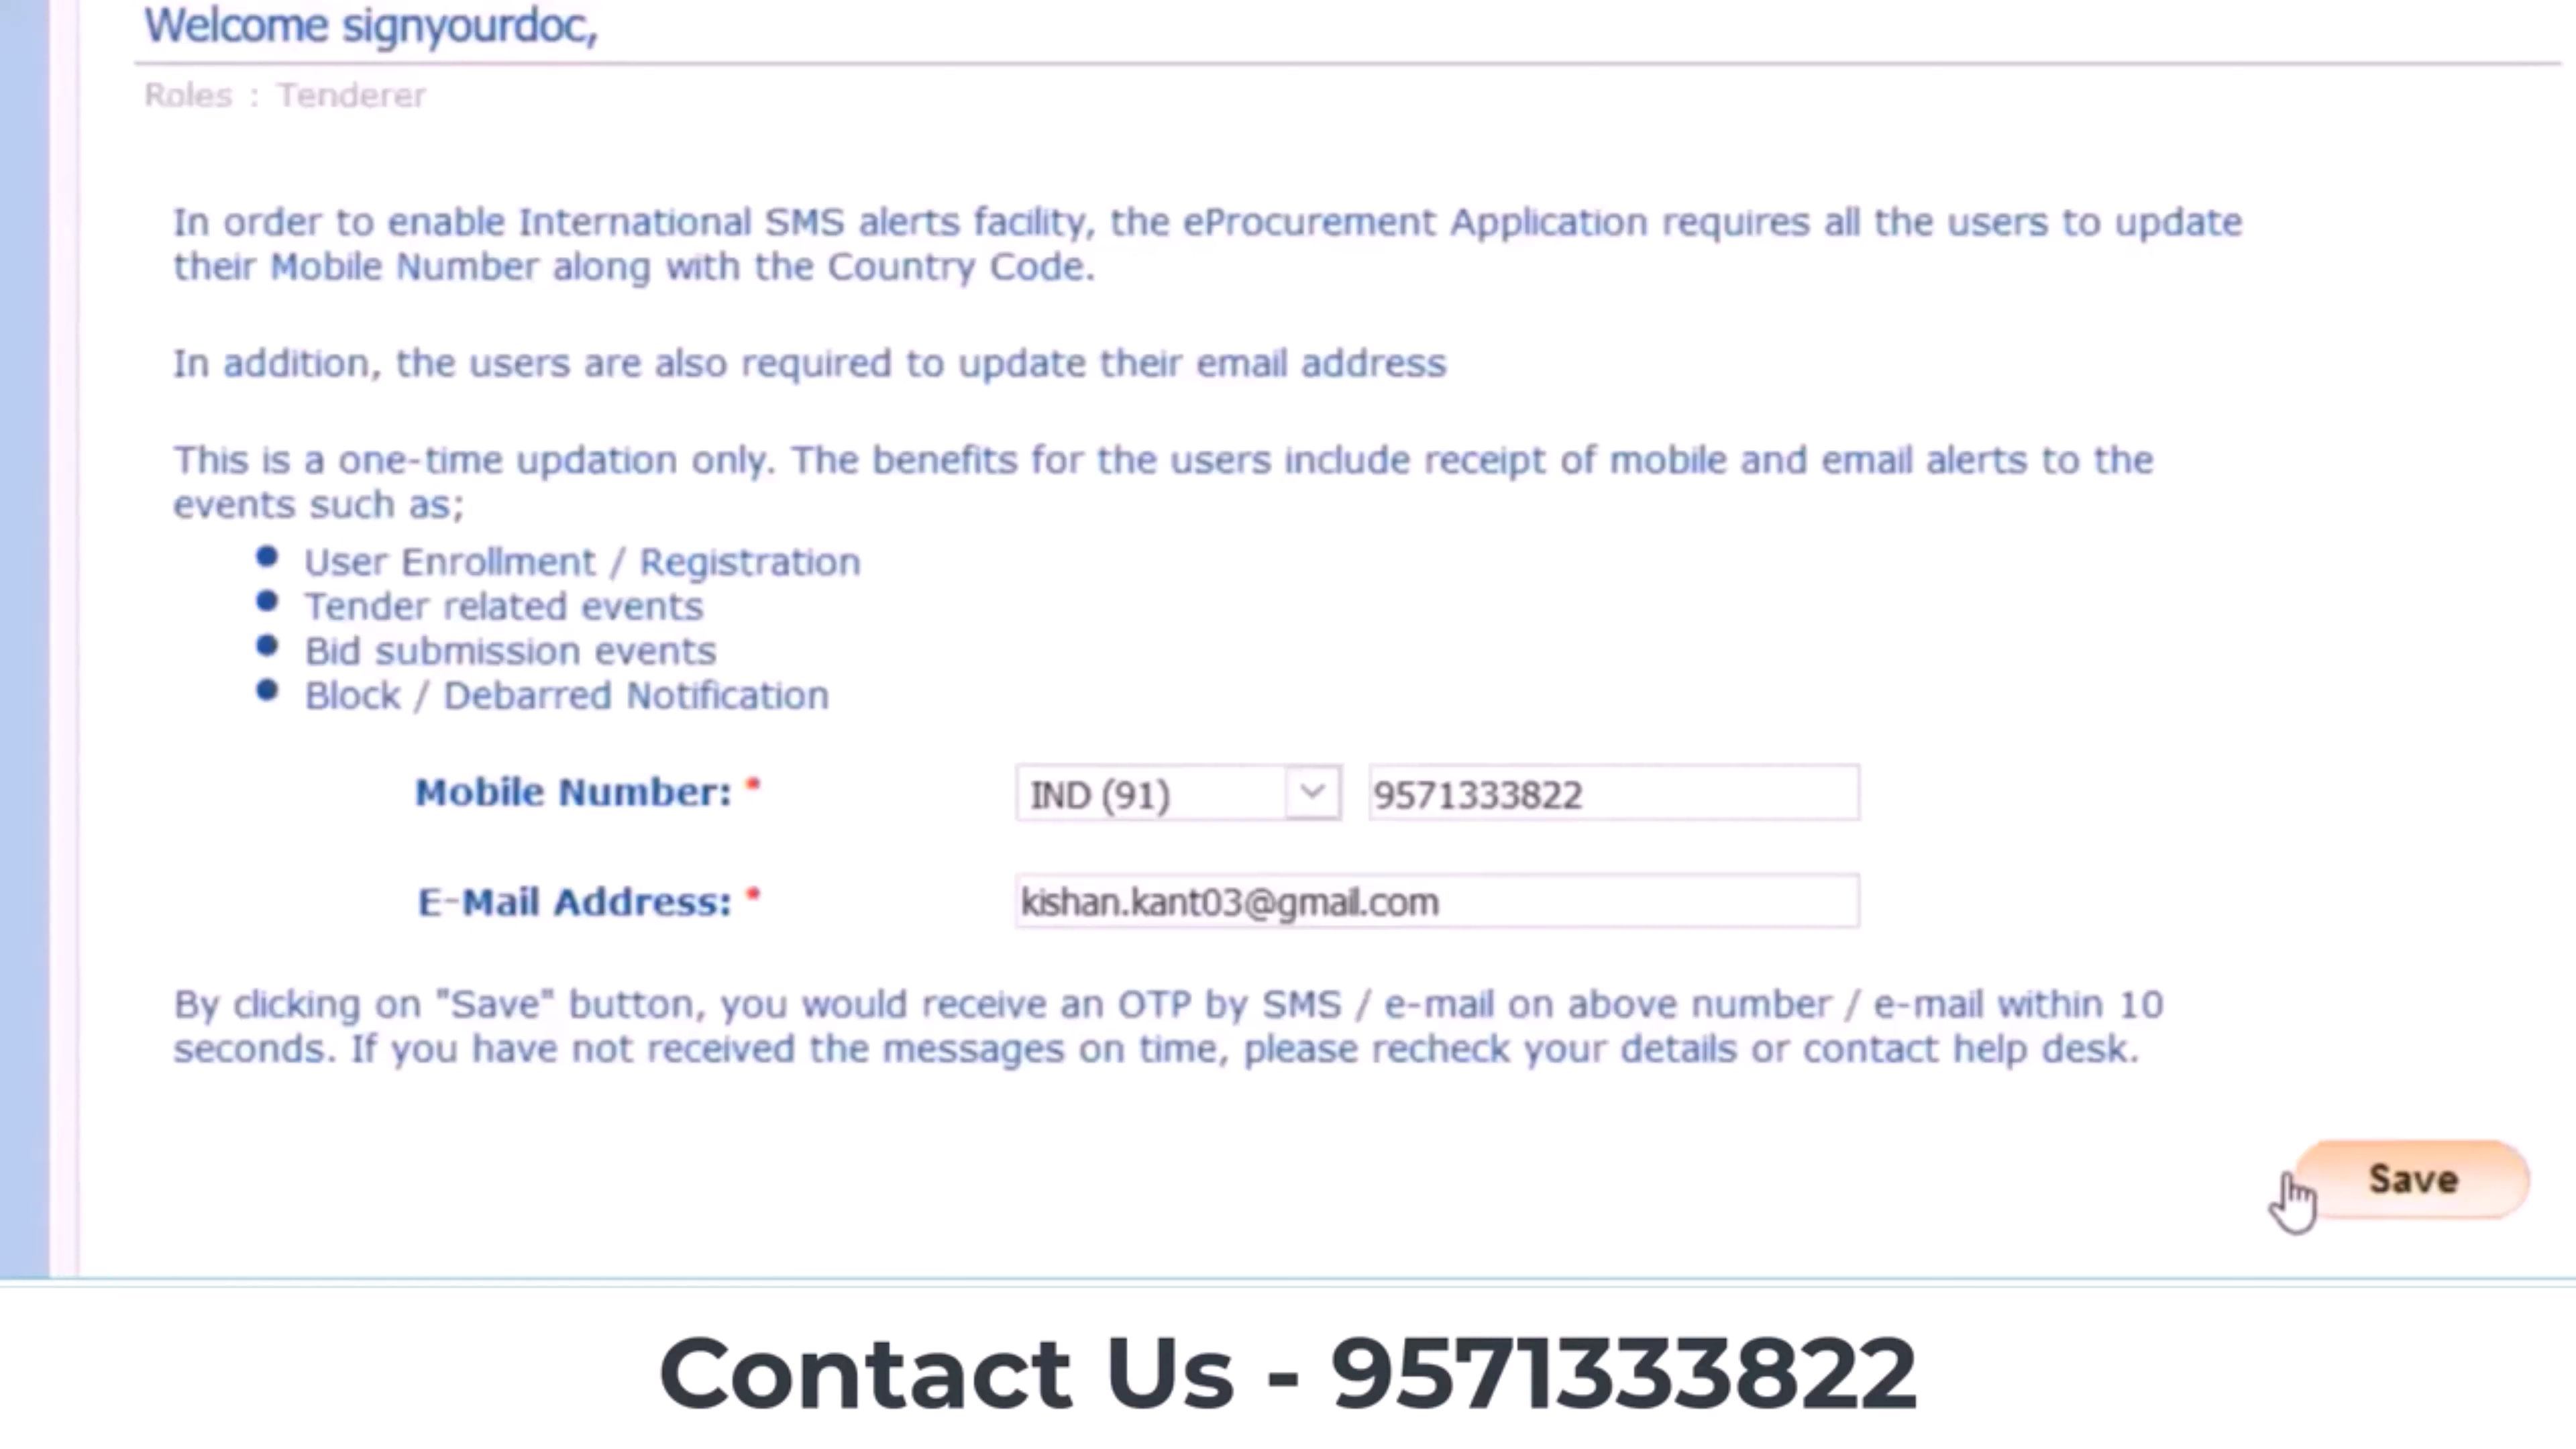 Welcome signyourdoc,
Roles : Tenderer
In order to enable International SMS alerts facility, the eProcurement Application requires all the users to update
their Mobile Number along with the Country Code.
In addition, the users are also required to update their email address
This is a one-time updation only. The benefits for the users include receipt of mobile and email alerts to the
events such as;
User Enrollment / Registration
Tender related events
Bid submission events
Block / Debarred Notification
Mobile Number: * IND (91) 9571333822
E-Mail Address: * kishan.kant03@gmail.com
By clicking on "Save" button, you would receive an OTP by SMS / e-mail on above number / e-mail within 10
seconds. If you have not received the messages on time, please recheck your details or contact help desk.
Save
Contact Us - 9571333822